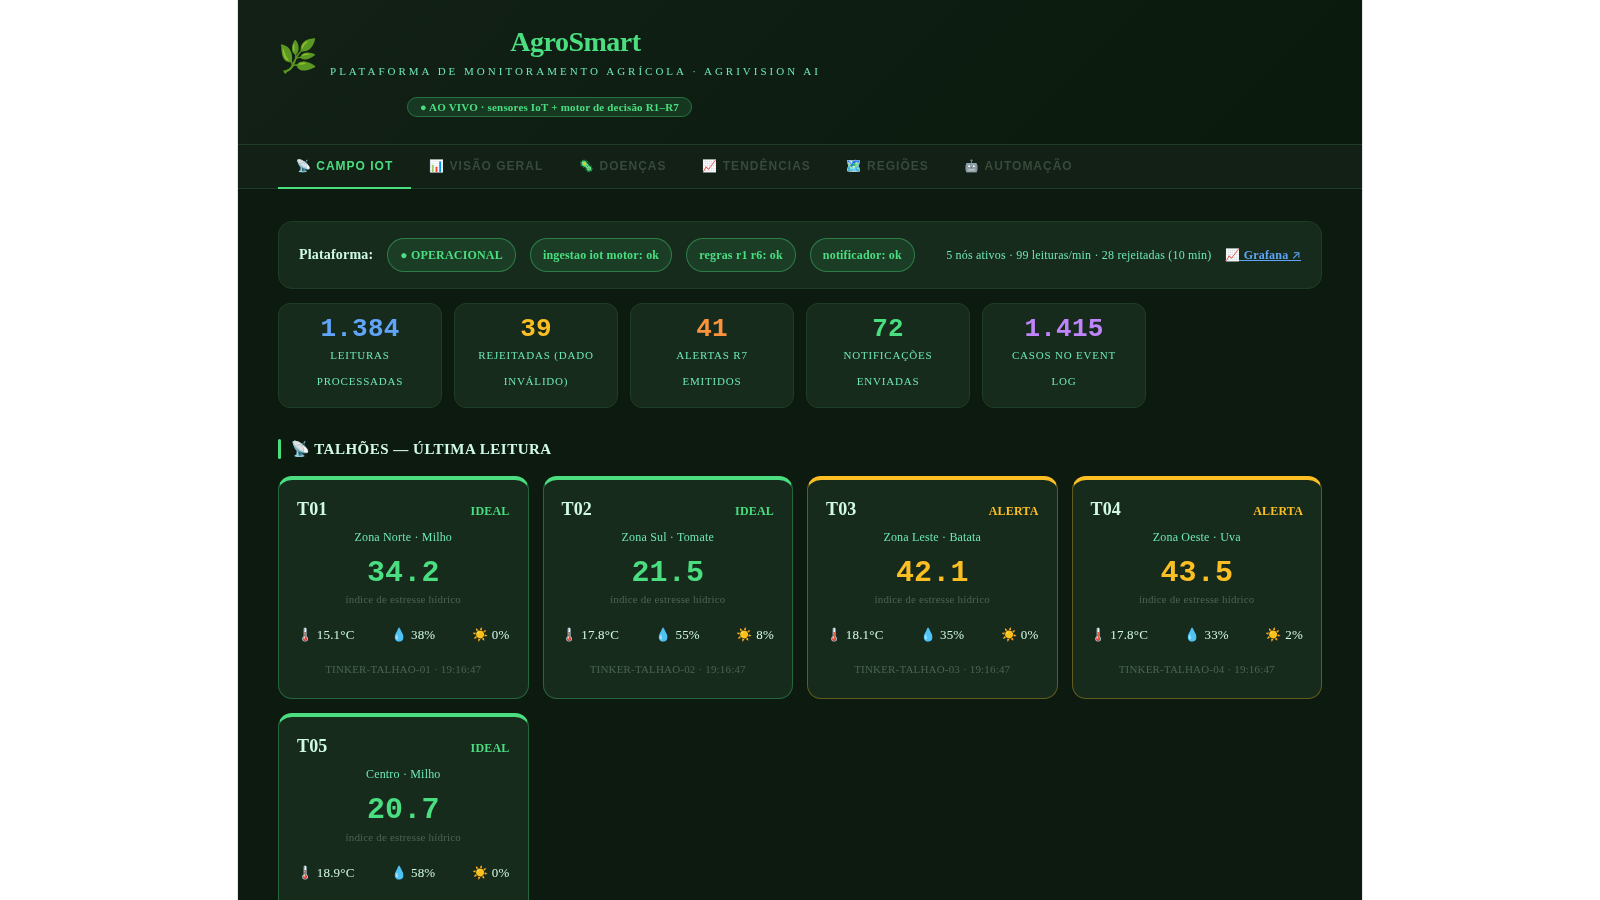 AgroSmart
PLATAFORMA DE MONITORAMENTO AGRÍCOLA · AGRIVISION AI
● AO VIVO · sensores IoT + motor de decisão R1–R7
CAMPO IOT
VISÃO GERAL
DOENÇAS
TENDÊNCIAS
REGIÕES
AUTOMAÇÃO
Plataforma:
● OPERACIONAL
ingestao iot motor: ok
regras r1 r6: ok
notificador: ok
5 nós ativos · 99 leituras/min · 28 rejeitadas (10 min)
Grafana ↗
1.384
LEITURAS
PROCESSADAS
39
REJEITADAS (DADO
INVÁLIDO)
41
ALERTAS R7
EMITIDOS
72
NOTIFICAÇÕES
ENVIADAS
1.415
CASOS NO EVENT
LOG
TALHÕES — ÚLTIMA LEITURA
T01 IDEAL
Zona Norte · Milho
34.2
índice de estresse hídrico
15.1°C 38% 0%
TINKER-TALHAO-01 · 19:16:47
T02 IDEAL
Zona Sul · Tomate
21.5
índice de estresse hídrico
17.8°C 55% 8%
TINKER-TALHAO-02 · 19:16:47
T03 ALERTA
Zona Leste · Batata
42.1
índice de estresse hídrico
18.1°C 35% 0%
TINKER-TALHAO-03 · 19:16:47
T04 ALERTA
Zona Oeste · Uva
43.5
índice de estresse hídrico
17.8°C 33% 2%
TINKER-TALHAO-04 · 19:16:47
T05 IDEAL
Centro · Milho
20.7
índice de estresse hídrico
18.9°C 58% 0%